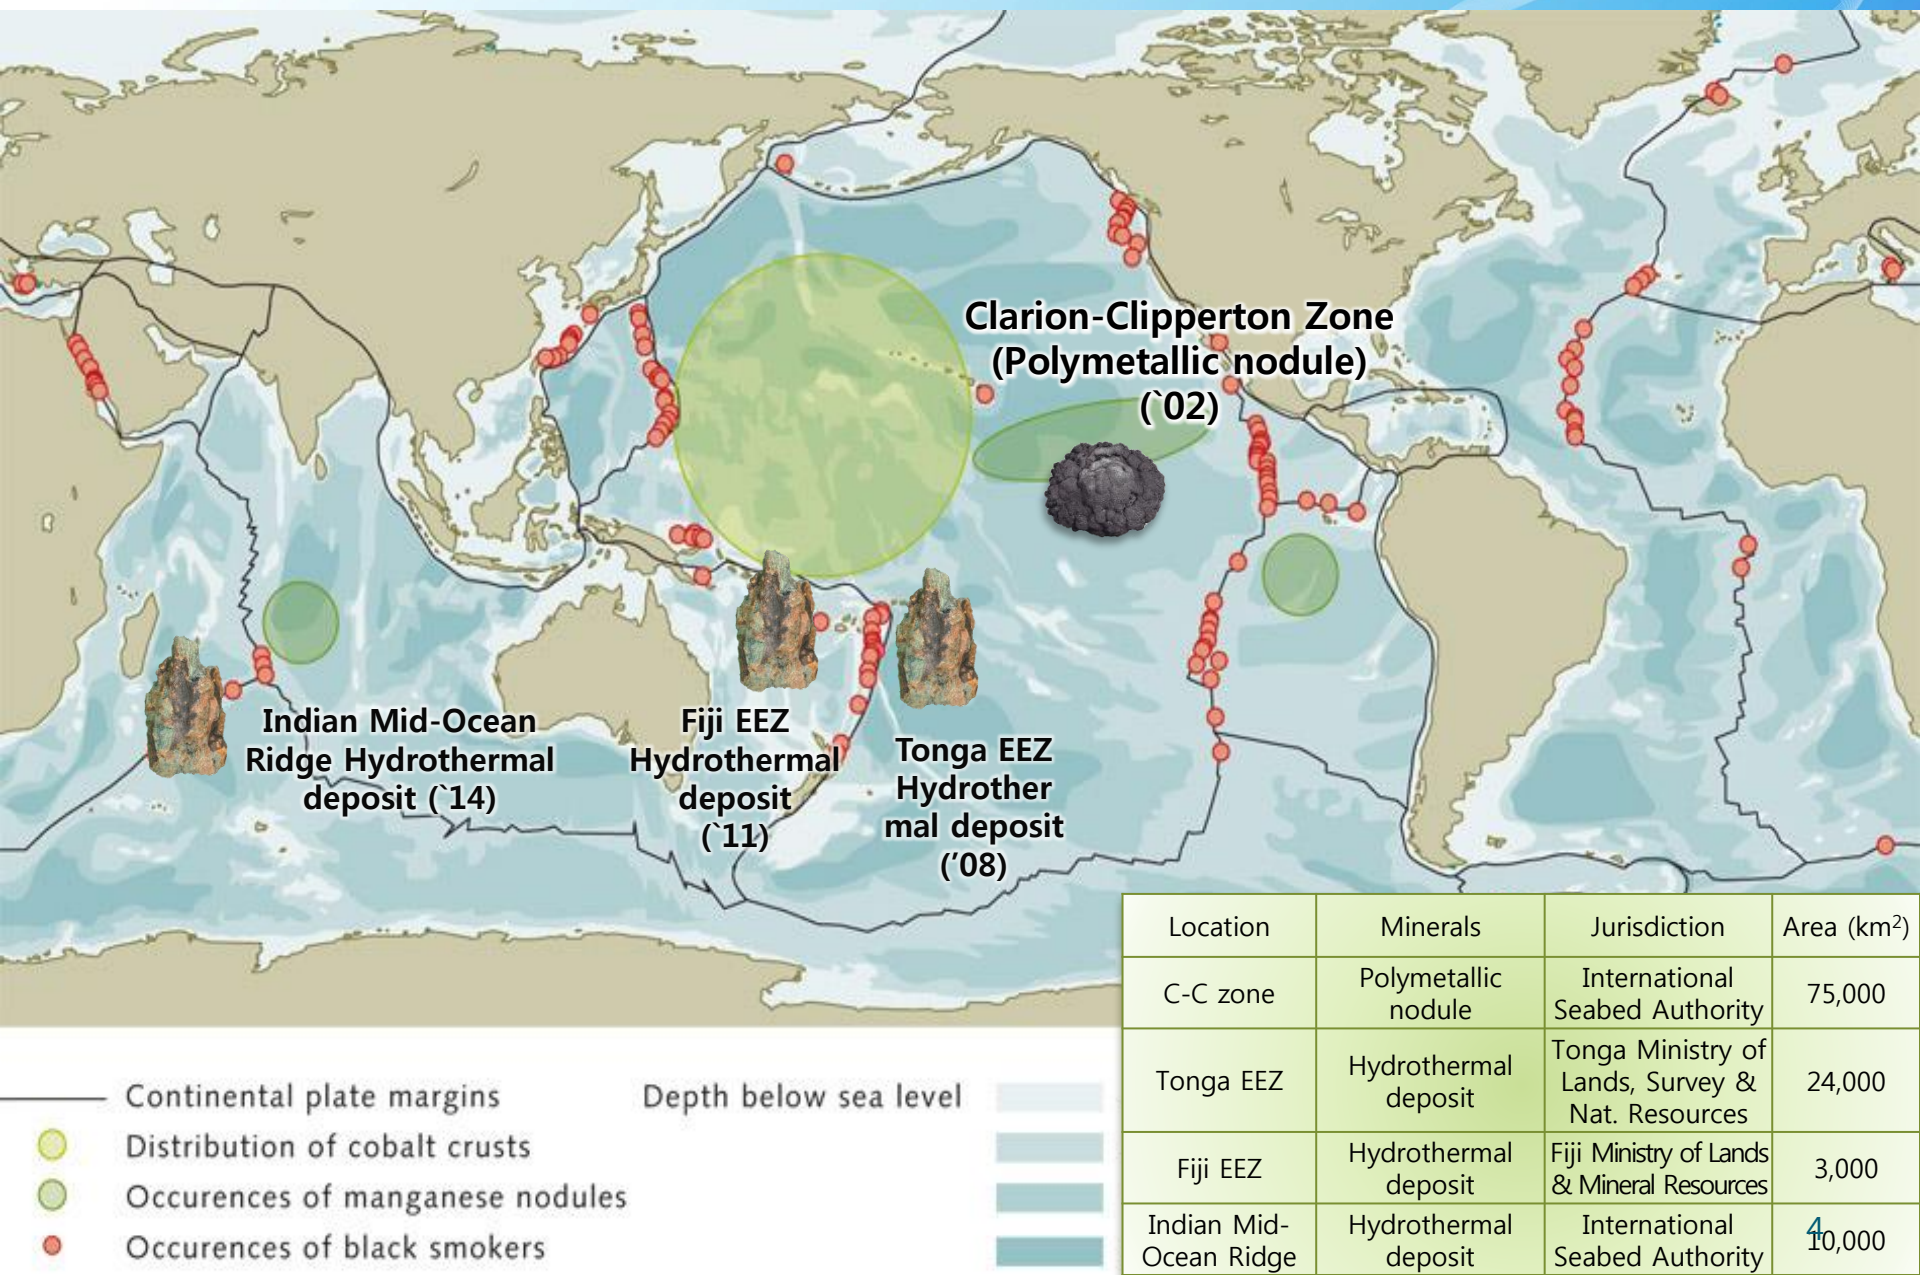 Clarion-Clipperton Zone
(Polymetallic nodule)
(`02)
Indian Mid-Ocean
Ridge Hydrothermal
deposit (`14)
Fiji EEZ
Hydrothermal
deposit
(`11)
Tonga EEZ
Hydrother
mal deposit
('08)
Location Minerals Jurisdiction Area (km²)
C-C zone
Polymetallic
nodule
International
Seabed Authority
75,000
Tonga EEZ
Hydrothermal
deposit
Tonga Ministry of
Lands, Survey &
Nat. Resources
24,000
Fiji EEZ
Hydrothermal
deposit
Fiji Ministry of Lands
& Mineral Resources
3,000
Indian Mid-
Ocean Ridge
Hydrothermal
deposit
International
Seabed Authority
10,000
4
Continental plate margins
Distribution of cobalt crusts
Occurences of manganese nodules
Occurences of black smokers
Depth below sea level